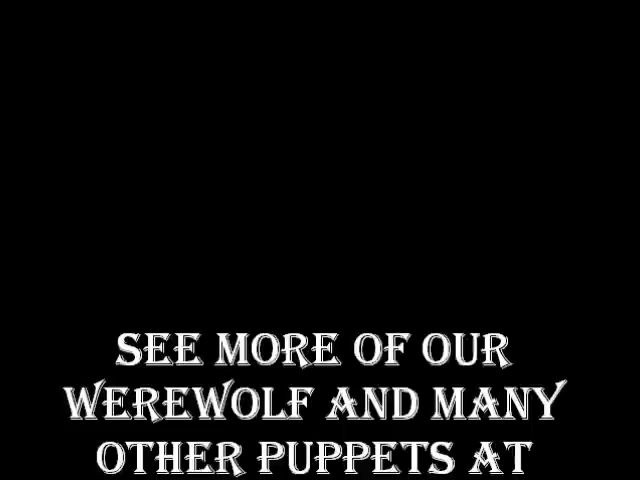 SEE MORE OF OUR
WEREWOLF AND MANY
OTHER PUPPETS AT